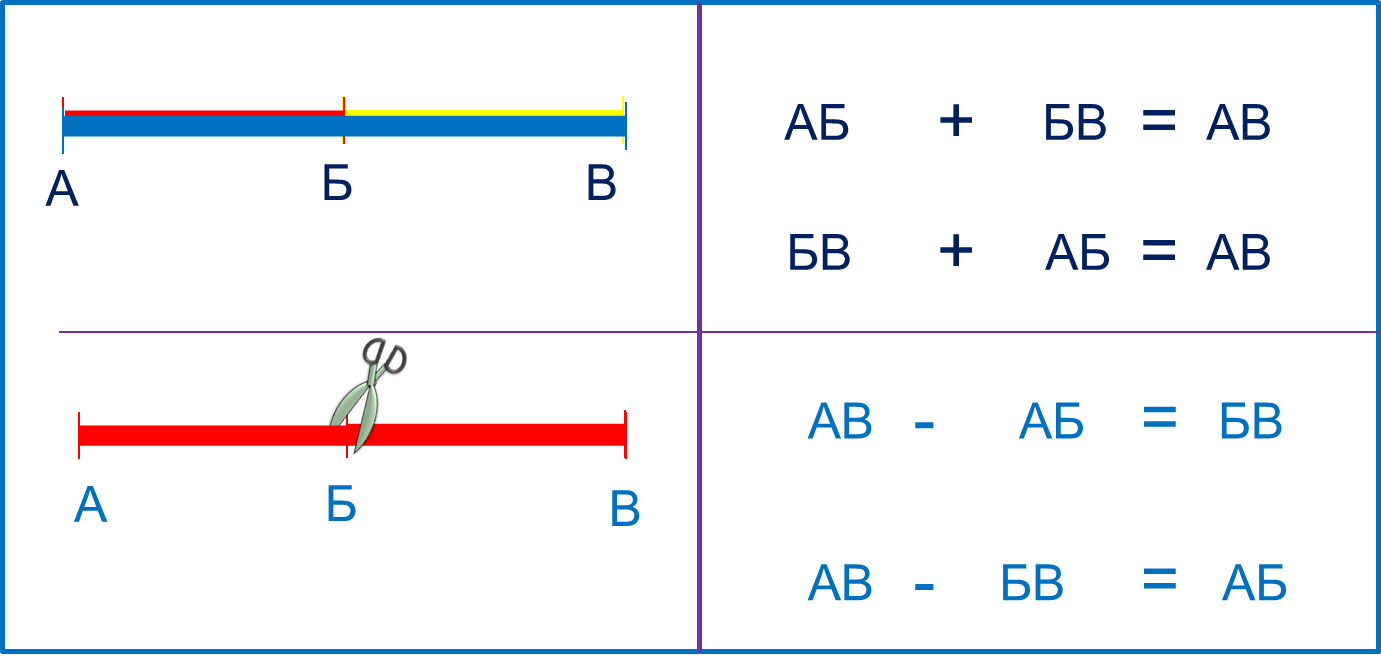 А Б В
АБ + БВ = АВ
БВ + АБ = АВ
А Б В
АВ - АБ = БВ
АВ - БВ = АБ